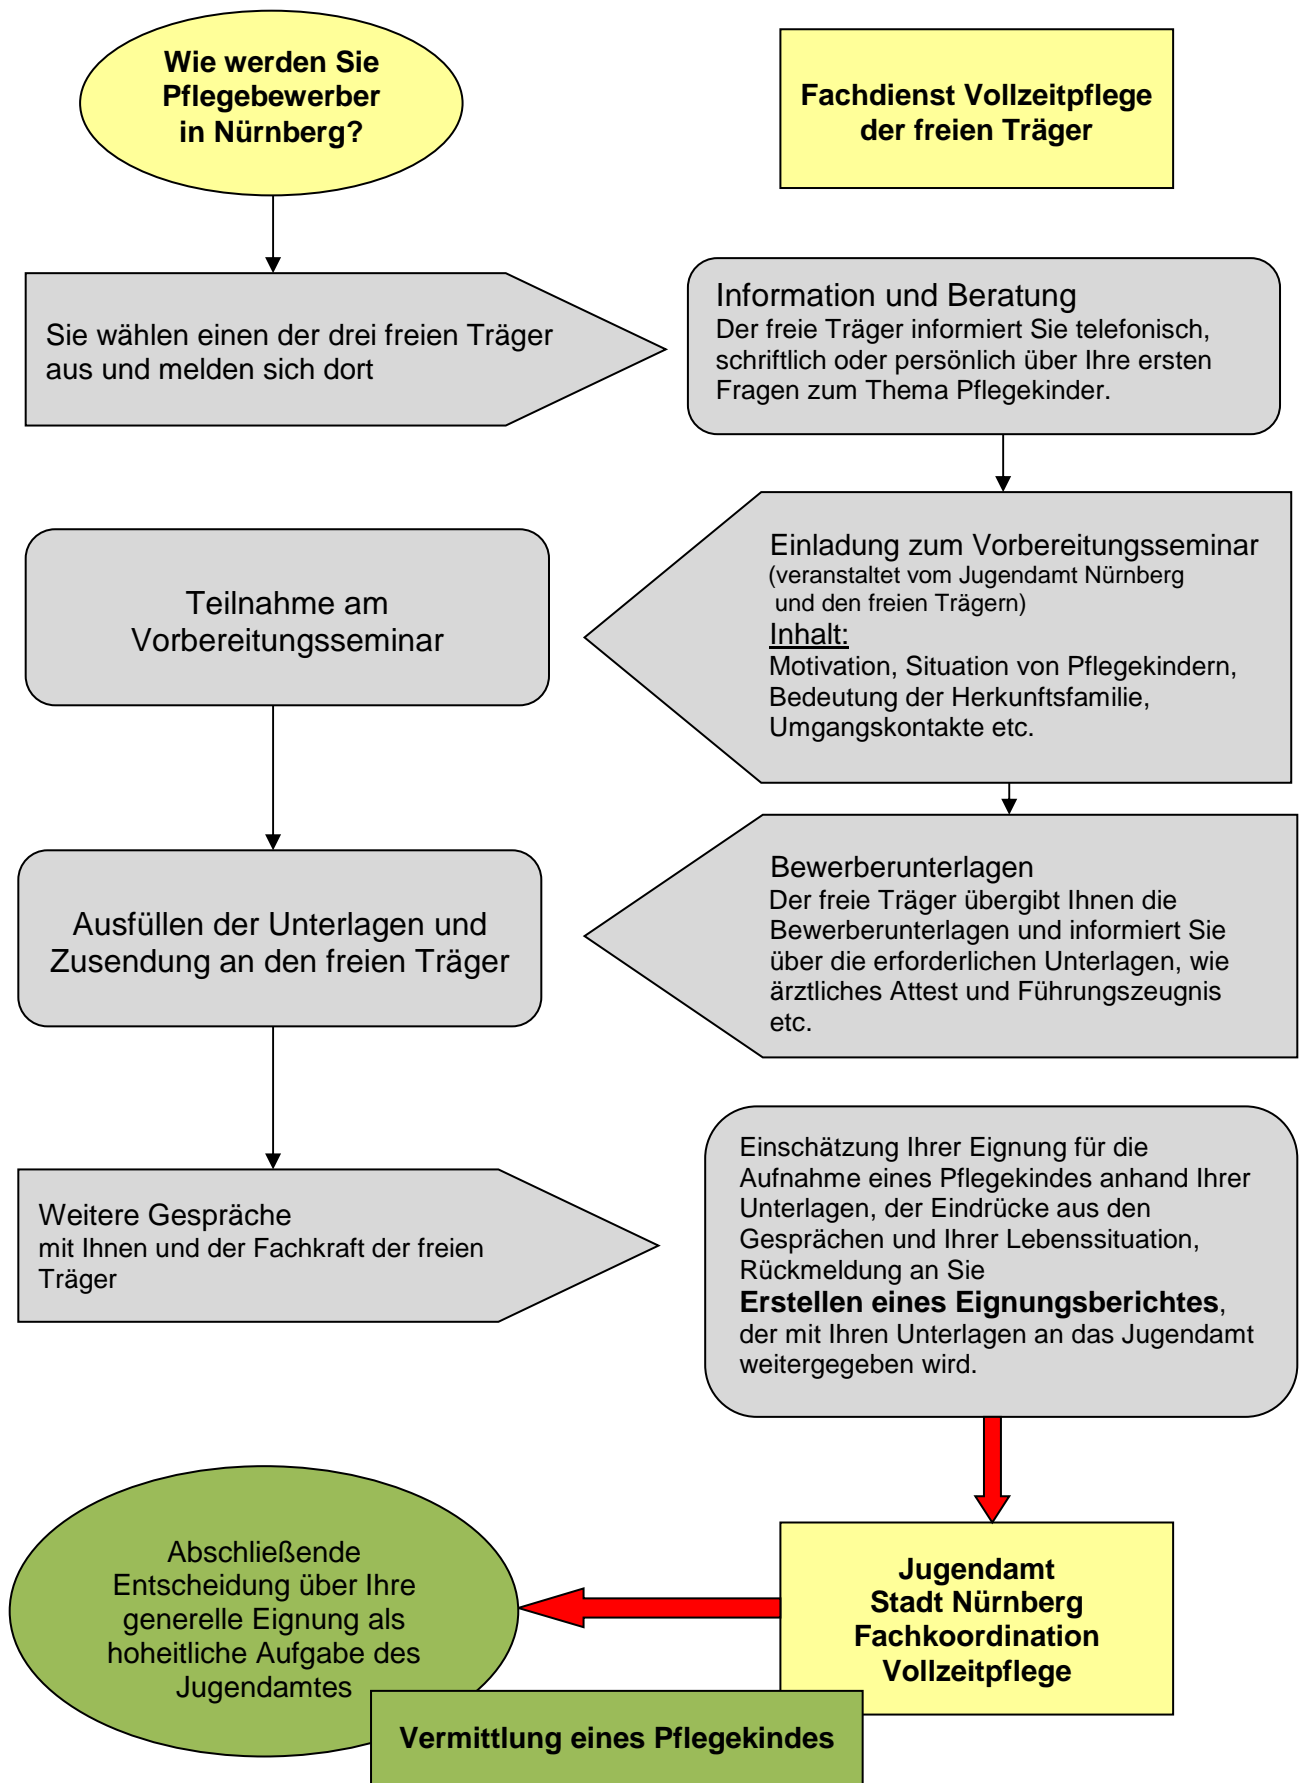 Wie werden Sie
Pflegebewerber
in Nürnberg?
Fachdienst Vollzeitpflege
der freien Träger
Sie wählen einen der drei freien Träger
aus und melden sich dort
Information und Beratung
Der freie Träger informiert Sie telefonisch,
schriftlich oder persönlich über Ihre ersten
Fragen zum Thema Pflegekinder.
Einladung zum Vorbereitungsseminar
(veranstaltet vom Jugendamt Nürnberg
und den freien Trägern)
Inhalt:
Motivation, Situation von Pflegekindern,
Bedeutung der Herkunftsfamilie,
Umgangskontakte etc.
Teilnahme am
Vorbereitungsseminar
Bewerberunterlagen
Der freie Träger übergibt Ihnen die
Bewerberunterlagen und informiert Sie
über die erforderlichen Unterlagen, wie
ärztliches Attest und Führungszeugnis
etc.
Ausfüllen der Unterlagen und
Zusendung an den freien Träger
Weitere Gespräche
mit Ihnen und der Fachkraft der freien
Träger
Einschätzung Ihrer Eignung für die
Aufnahme eines Pflegekindes anhand Ihrer
Unterlagen, der Eindrücke aus den
Gesprächen und Ihrer Lebenssituation,
Rückmeldung an Sie
Erstellen eines Eignungsberichtes,
der mit Ihren Unterlagen an das Jugendamt
weitergegeben wird.
Jugendamt
Stadt Nürnberg
Fachkoordination
Vollzeitpflege
Abschließende
Entscheidung über Ihre
generelle Eignung als
hoheitliche Aufgabe des
Jugendamtes
Vermittlung eines Pflegekindes